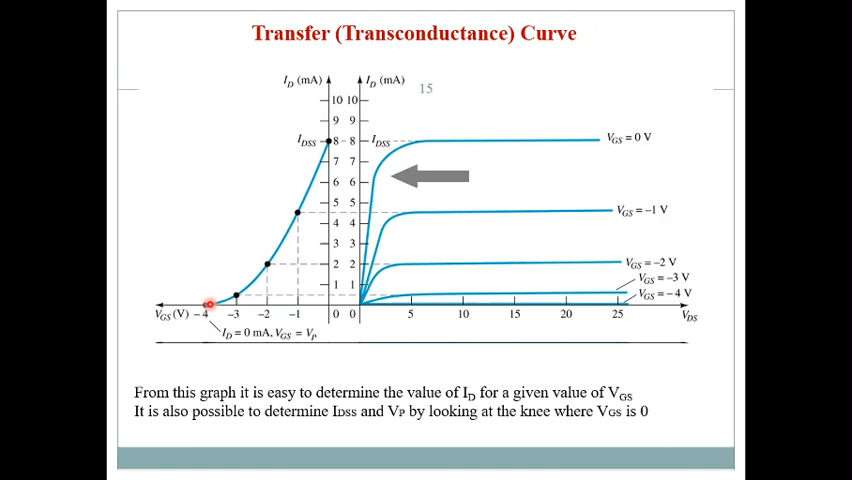 Transfer (Transconductance) Curve
I_D (mA) I_D (mA)
15
10 10
9 9
I_DSS 8 8 I_DSS
V_GS = 0 V
7 7
6 6
5 5
V_GS = –1 V
4 4
3 3
2 2
V_GS = –2 V
V_GS = –3 V
1 1
V_GS = – 4 V
V_GS (V) – 4 –3 –2 –1 0 0 5 10 15 20 25 V_DS
I_D = 0 mA, V_GS = V_P
From this graph it is easy to determine the value of I_D for a given value of V_GS
It is also possible to determine IDSS and VP by looking at the knee where VGS is 0